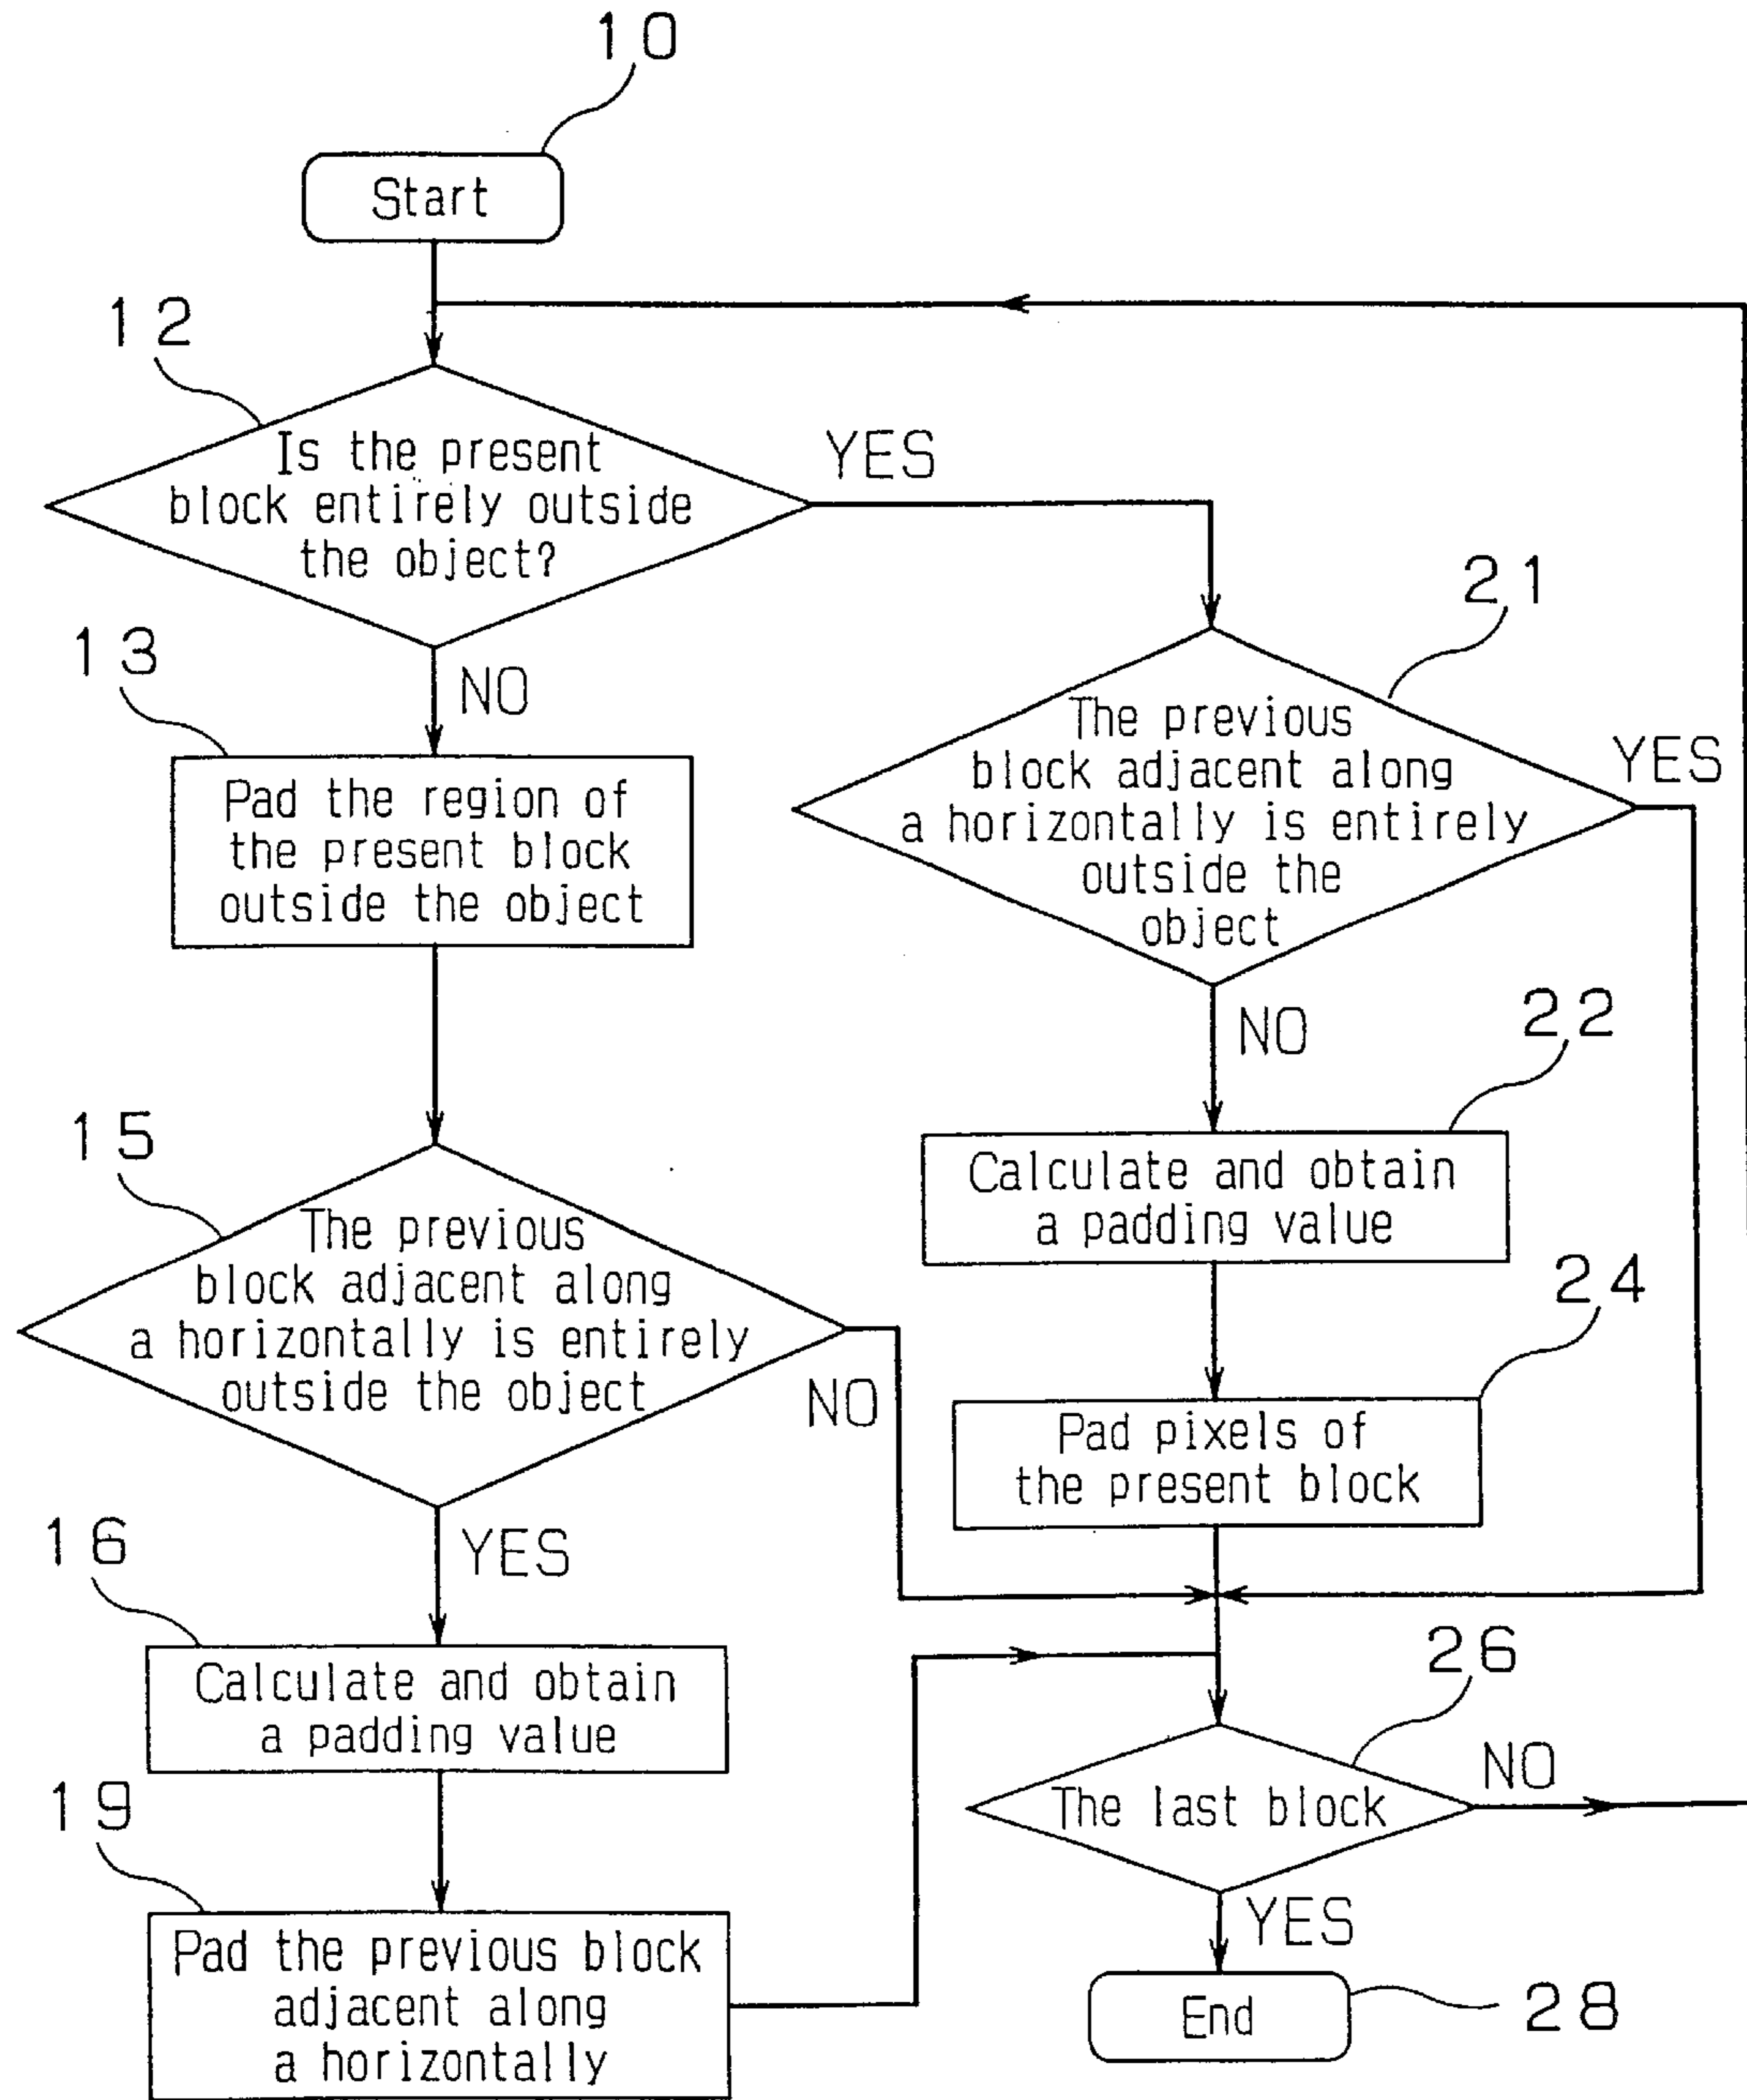 10
Start
12
Is the present
block entirely outside
the object?
YES
21
13
NO
The previous
block adjacent along
a horizontally is entirely
outside the
object
YES
Pad the region of
the present block
outside the object
NO
22
15
Calculate and obtain
a padding value
The previous
block adjacent along
a horizontally is entirely
outside the object
NO
24
Pad pixels of
the present block
YES
16
Calculate and obtain
a padding value
26
The last block
NO
19
YES
Pad the previous block
adjacent along
a horizontally
End
28